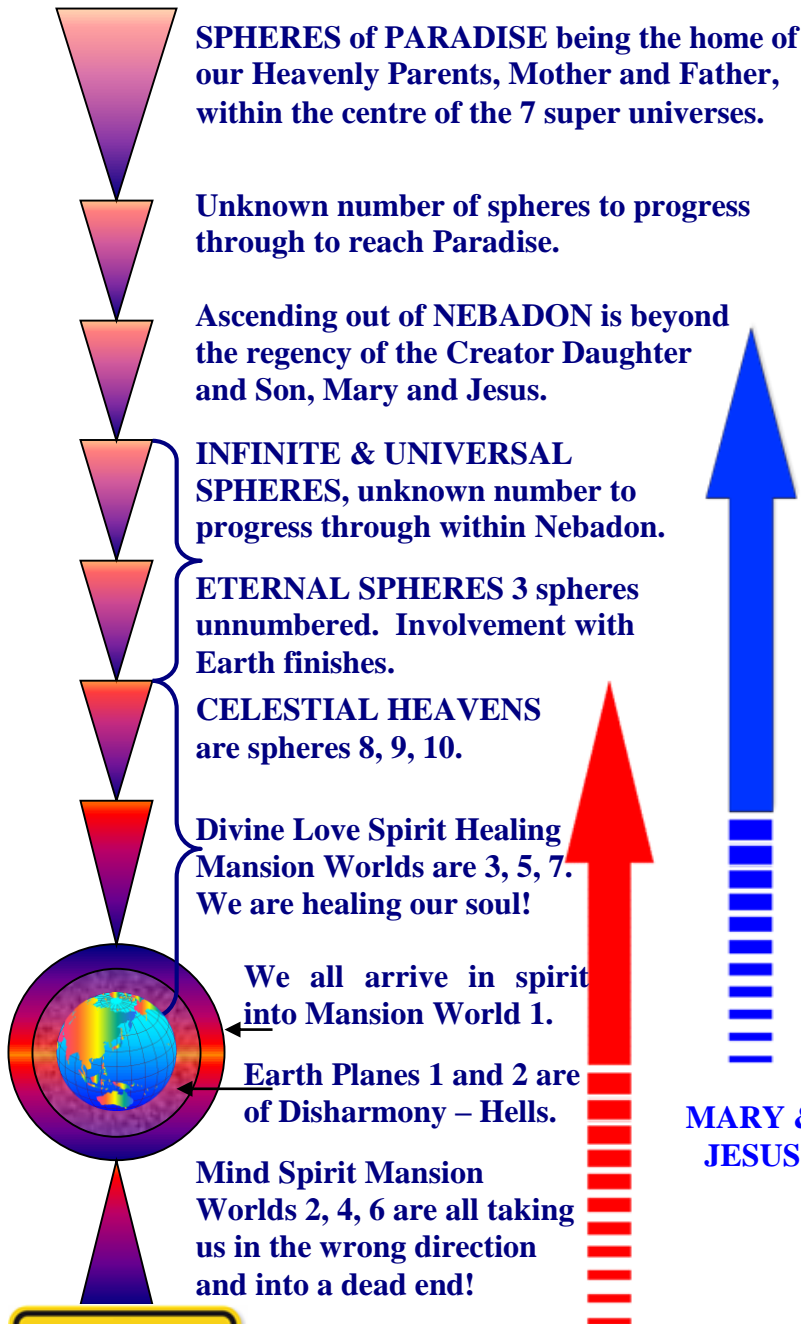 SPHERES of PARADISE being the home of
our Heavenly Parents, Mother and Father,
within the centre of the 7 super universes.
Unknown number of spheres to progress
through to reach Paradise.
Ascending out of NEBADON is beyond
the regency of the Creator Daughter
and Son, Mary and Jesus.
INFINITE & UNIVERSAL
SPHERES, unknown number to
progress through within Nebadon.
ETERNAL SPHERES 3 spheres
unnumbered. Involvement with
Earth finishes.
CELESTIAL HEAVENS
are spheres 8, 9, 10.
Divine Love Spirit Healing
Mansion Worlds are 3, 5, 7.
We are healing our soul!
We all arrive in spirit
into Mansion World 1.
Earth Planes 1 and 2 are
of Disharmony – Hells.
MARY &
JESUS
Mind Spirit Mansion
Worlds 2, 4, 6 are all taking
us in the wrong direction
and into a dead end!